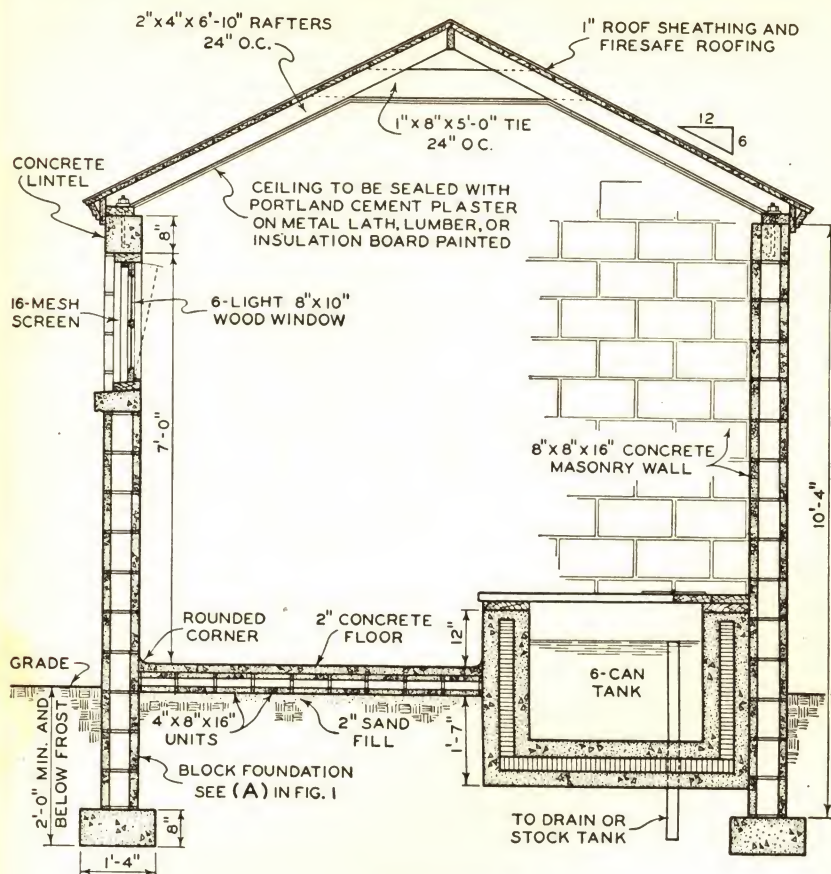 2"x4"x6'-10" RAFTERS
24" O.C.
1" ROOF SHEATHING AND
FIRESAFE ROOFING
1"x8"x5'-0" TIE
24" O.C.
12
6
CONCRETE
LINTEL
CEILING TO BE SEALED WITH
PORTLAND CEMENT PLASTER
ON METAL LATH, LUMBER, OR
INSULATION BOARD PAINTED
8"
16-MESH
SCREEN
6-LIGHT 8"x10"
WOOD WINDOW
7'-0"
8"x8"x16" CONCRETE
MASONRY WALL
10'-4"
ROUNDED
CORNER
2" CONCRETE
FLOOR
12"
GRADE
6-CAN
TANK
4"x8"x16"
UNITS
2" SAND
FILL
1'-7"
2'-0" MIN. AND
BELOW FROST
BLOCK FOUNDATION
SEE (A) IN FIG. 1
8"
1'-4"
TO DRAIN OR
STOCK TANK